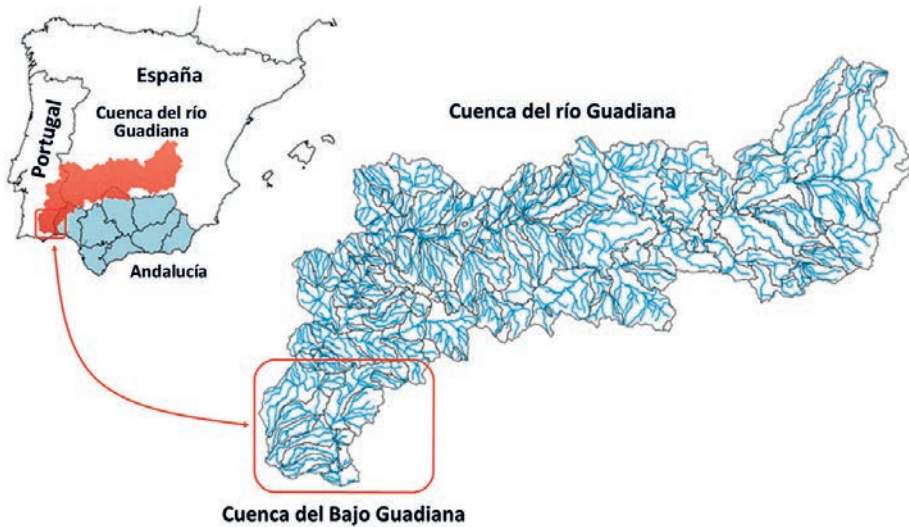 España
Cuenca del río
Guadiana
Portugal
Andalucía
Cuenca del río Guadiana
Cuenca del Bajo Guadiana